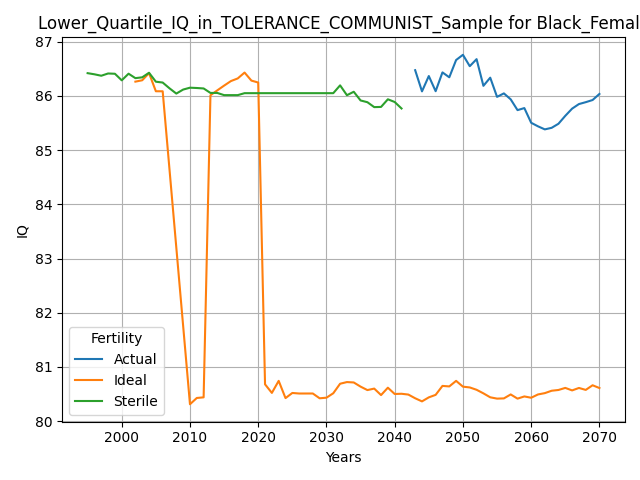 Lower_Quartile_IQ_in_TOLERANCE_COMMUNIST_Sample for Black_Femal
87
86
85
84
83
82
81
80
IQ
Fertility
Actual
Ideal
Sterile
2000 2010 2020 2030 2040 2050 2060 2070
Years